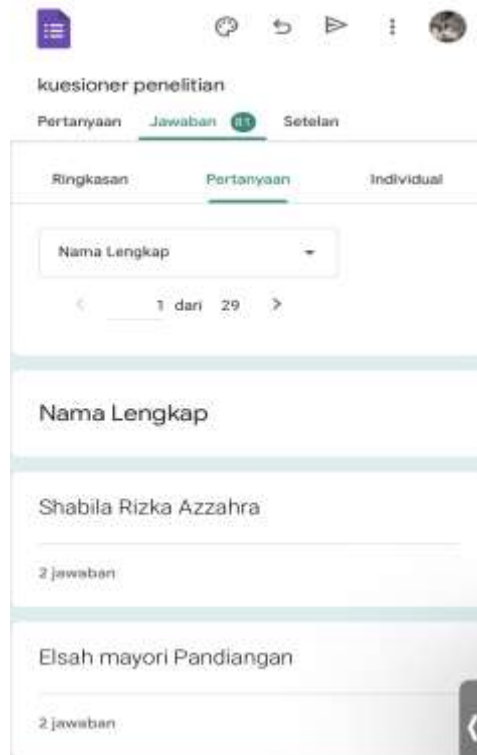 kuesioner penelitian
Pertanyaan Jawaban 81 Setelan
Ringkasan Pertanyaan Individual
Nama Lengkap
1 dari 29
Nama Lengkap
Shabila Rizka Azzahra
2 jawaban
Elsah mayori Pandiangan
2 jawaban